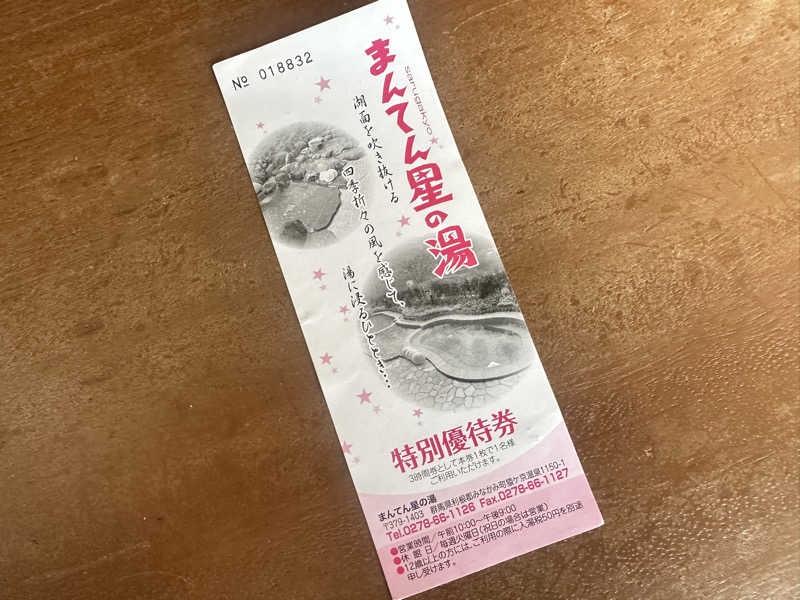 № 018832
まんてん星の湯
sarugakyo
湖面を吹き抜ける
四季折々の風を感じて、
湯に浸るひととき…
特別優待券
3時間券として本券1枚で1名様
ご利用いただけます。
まんてん星の湯
〒379-1403 群馬県利根郡みなかみ町猿ケ京温泉1150-1
Tel.0278-66-1126 Fax.0278-66-1127
●営業時間／午前10:00〜午後9:00
●休館日／毎週火曜日(祝日の場合は営業)
●12歳以上の方には、ご利用の際に入湯税50円を別途
申し受けます。